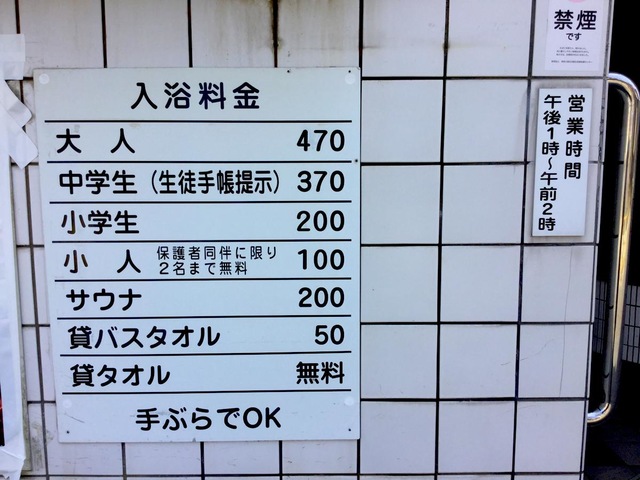 入浴料金
大人 470
中学生(生徒手帳提示) 370
小学生 200
小人 保護者同伴に限り 2名まで無料 100
サウナ 200
貸バスタオル 50
貸タオル 無料
手ぶらでOK
禁煙
です
営業時間
午後1時〜午前2時